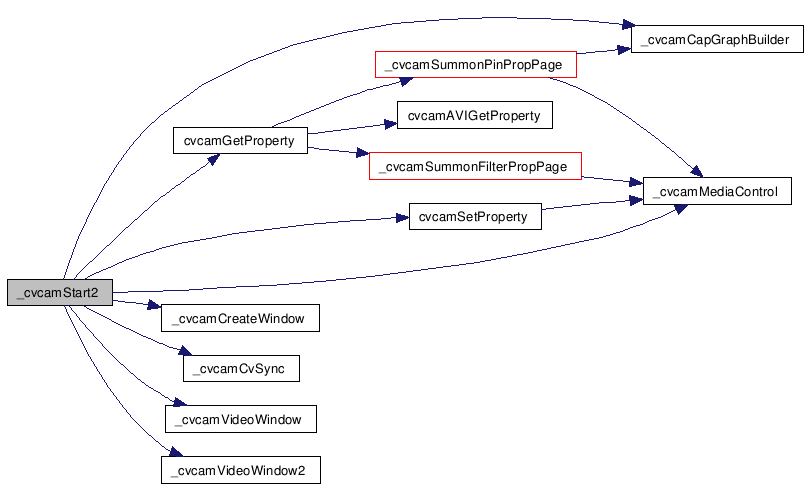 _cvcamCapGraphBuilder
_cvcamSummonPinPropPage
cvcamAVIGetProperty
cvcamGetProperty
_cvcamSummonFilterPropPage
_cvcamMediaControl
cvcamSetProperty
_cvcamStart2
_cvcamCreateWindow
_cvcamCvSync
_cvcamVideoWindow
_cvcamVideoWindow2